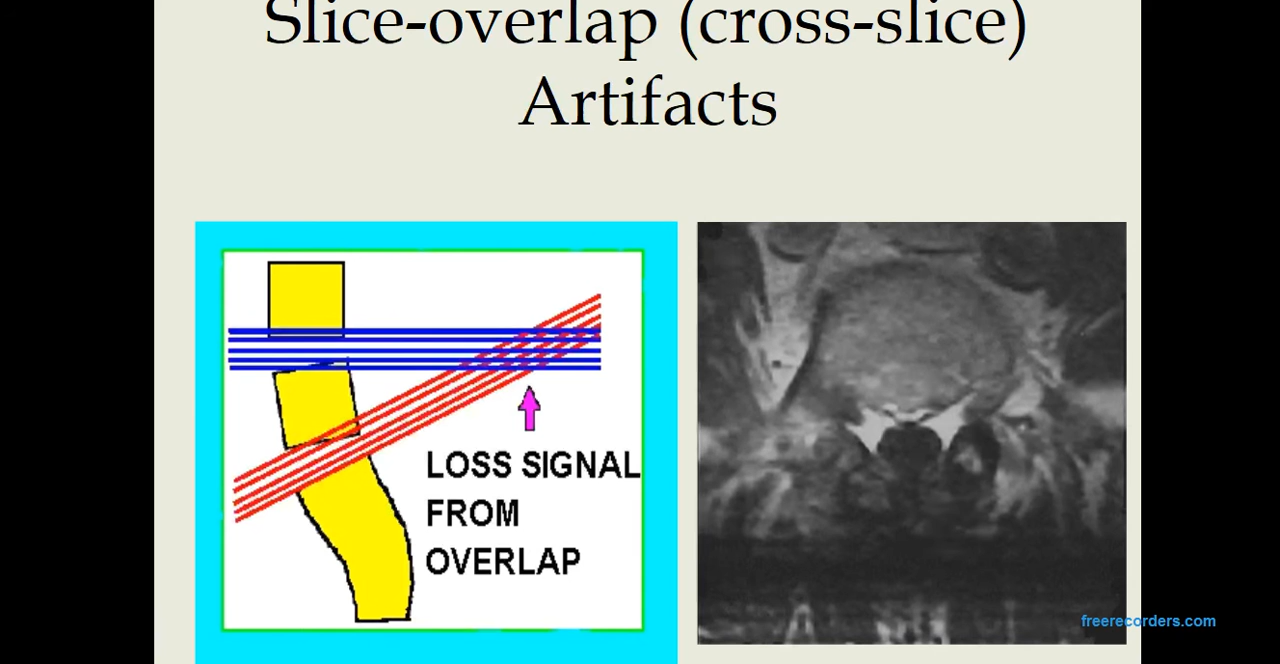 Slice-overlap (cross-slice)
Artifacts
LOSS SIGNAL
FROM
OVERLAP
freerecorders.com